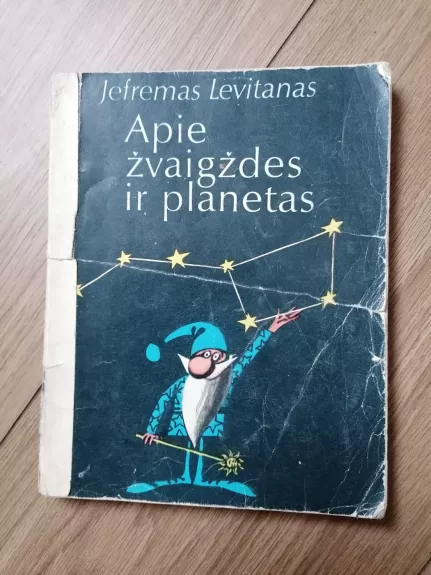 Jefremas Levitanas
Apie
žvaigždes
ir planetas